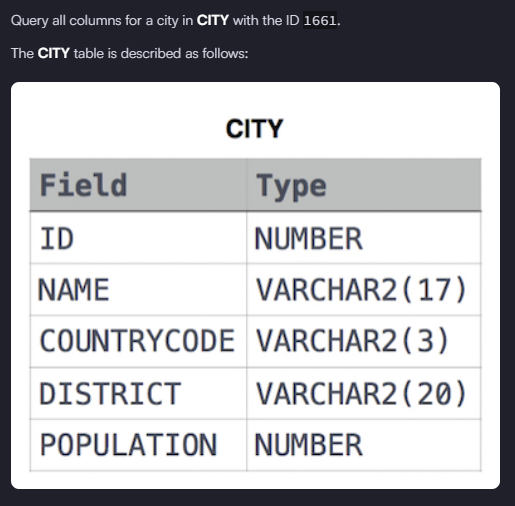 Query all columns for a city in CITY with the ID 1661.
The CITY table is described as follows:
CITY
Field Type
ID NUMBER
NAME VARCHAR2(17)
COUNTRYCODE VARCHAR2(3)
DISTRICT VARCHAR2(20)
POPULATION NUMBER